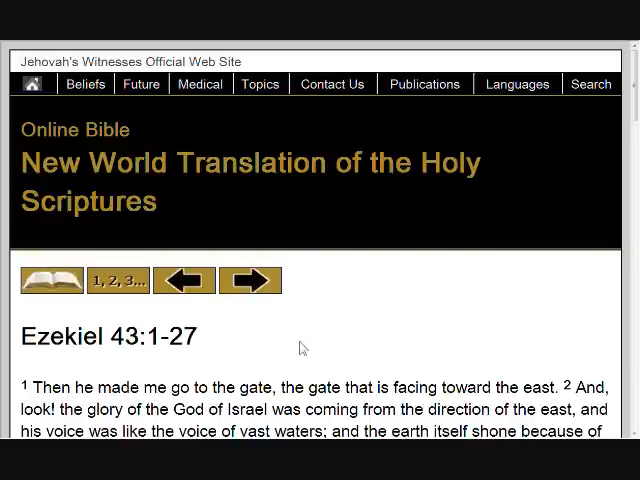 Jehovah's Witnesses Official Web Site
Beliefs Future Medical Topics Contact Us Publications Languages Search
Online Bible
New World Translation of the Holy
Scriptures
1, 2, 3...
Ezekiel 43:1-27
1 Then he made me go to the gate, the gate that is facing toward the east. 2 And,
look! the glory of the God of Israel was coming from the direction of the east, and
his voice was like the voice of vast waters; and the earth itself shone because of